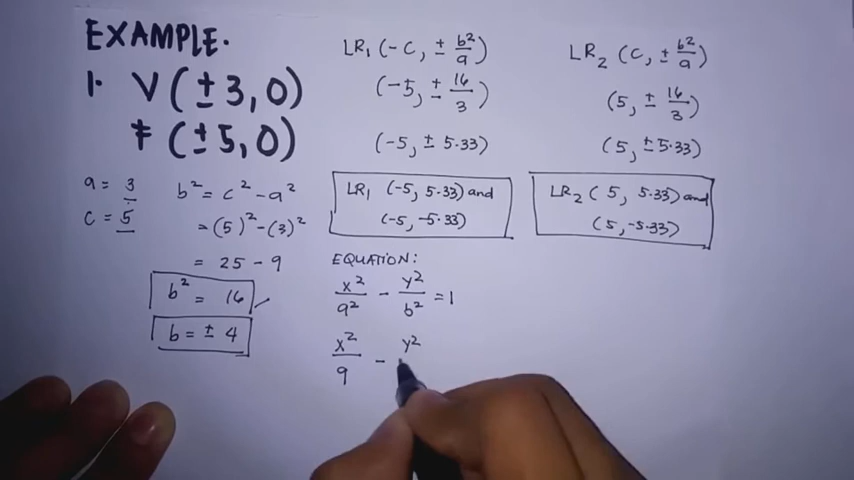 EXAMPLE.
1. V (± 3, 0)
F (± 5, 0)
a = 3
c = 5
b² = c² - a²
= (5)² - (3)²
= 25 - 9
b² = 16
b = ± 4
LR₁ (-c, ± b²/a)
(-5, ± 16/3)
(-5, ± 5.33)
LR₁ (-5, 5.33) and
(-5, -5.33)
LR₂ (c, ± b²/a)
(5, ± 16/3)
(5, ± 5.33)
LR₂ ( 5, 5.33) and
(5, -5.33)
EQUATION:
x²/a² - y²/b² = 1
x²/9 - y²